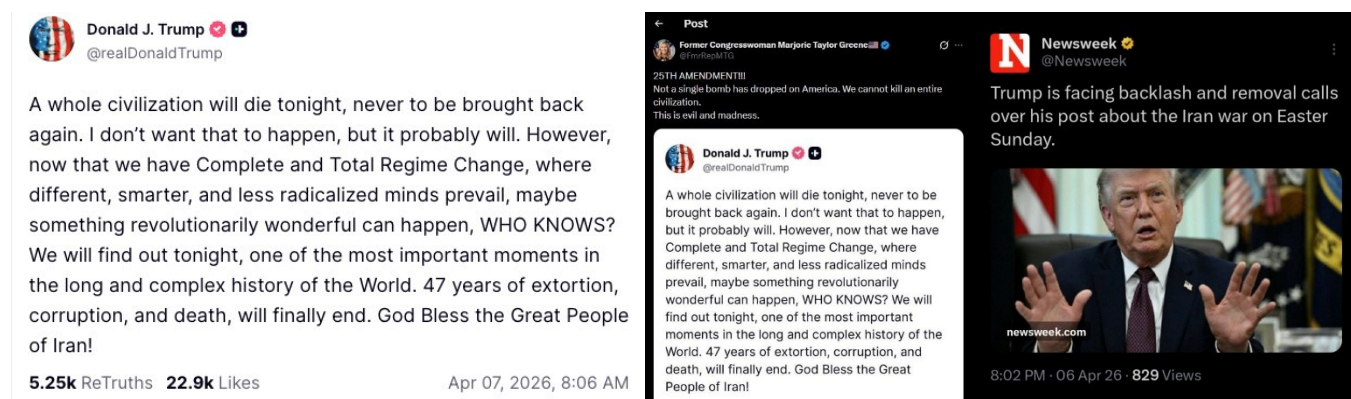 Donald J. Trump
@realDonaldTrump
A whole civilization will die tonight, never to be brought back
again. I don’t want that to happen, but it probably will. However,
now that we have Complete and Total Regime Change, where
different, smarter, and less radicalized minds prevail, maybe
something revolutionarily wonderful can happen, WHO KNOWS?
We will find out tonight, one of the most important moments in
the long and complex history of the World. 47 years of extortion,
corruption, and death, will finally end. God Bless the Great People
of Iran!
5.25k ReTruths 22.9k Likes Apr 07, 2026, 8:06 AM
Post
Former Congresswoman Marjorie Taylor Greene🇺🇸
@FmrRepMTG
25TH AMENDMENT!!!
Not a single bomb has dropped on America. We cannot kill an entire
civilization.
This is evil and madness.
Donald J. Trump
@realDonaldTrump
A whole civilization will die tonight, never to be
brought back again. I don’t want that to happen,
but it probably will. However, now that we have
Complete and Total Regime Change, where
different, smarter, and less radicalized minds
prevail, maybe something revolutionarily
wonderful can happen, WHO KNOWS? We will
find out tonight, one of the most important
moments in the long and complex history of the
World. 47 years of extortion, corruption, and
death, will finally end. God Bless the Great
People of Iran!
N
Newsweek
@Newsweek
Trump is facing backlash and removal calls
over his post about the Iran war on Easter
Sunday.
newsweek.com
8:02 PM · 06 Apr 26 · 829 Views